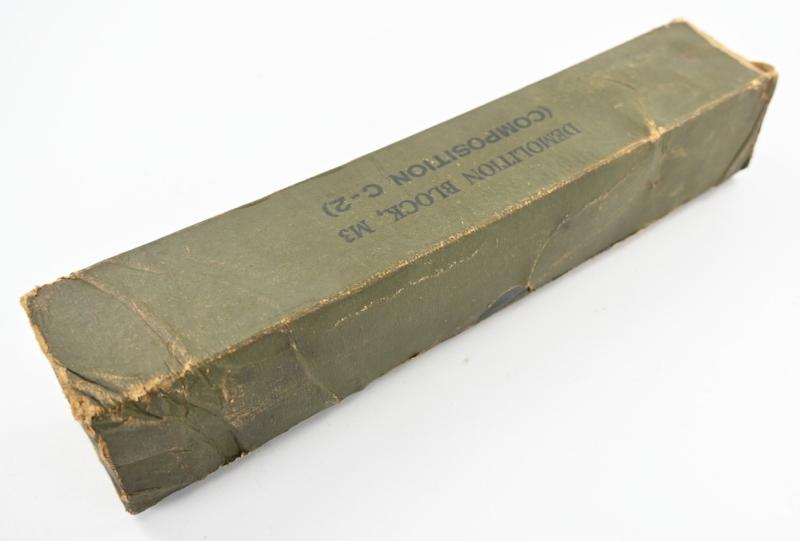 DEMOLITION BLOCK, M3
(COMPOSITION C-2)